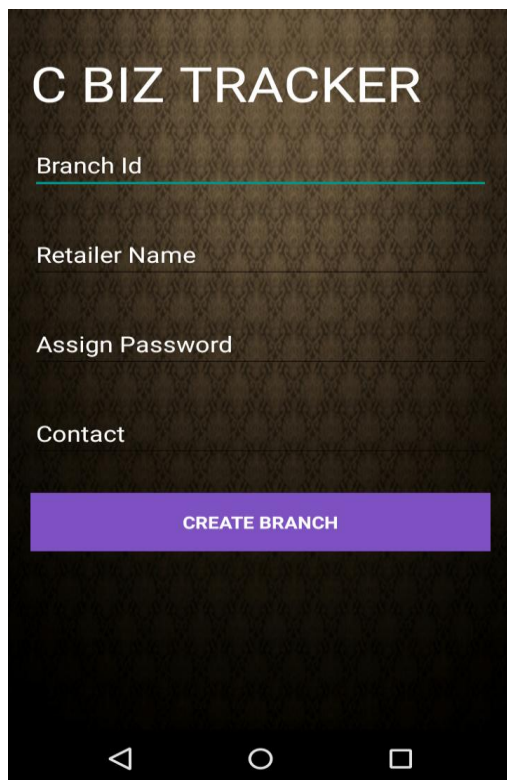 C BIZ TRACKER
Branch Id
Retailer Name
Assign Password
Contact
CREATE BRANCH